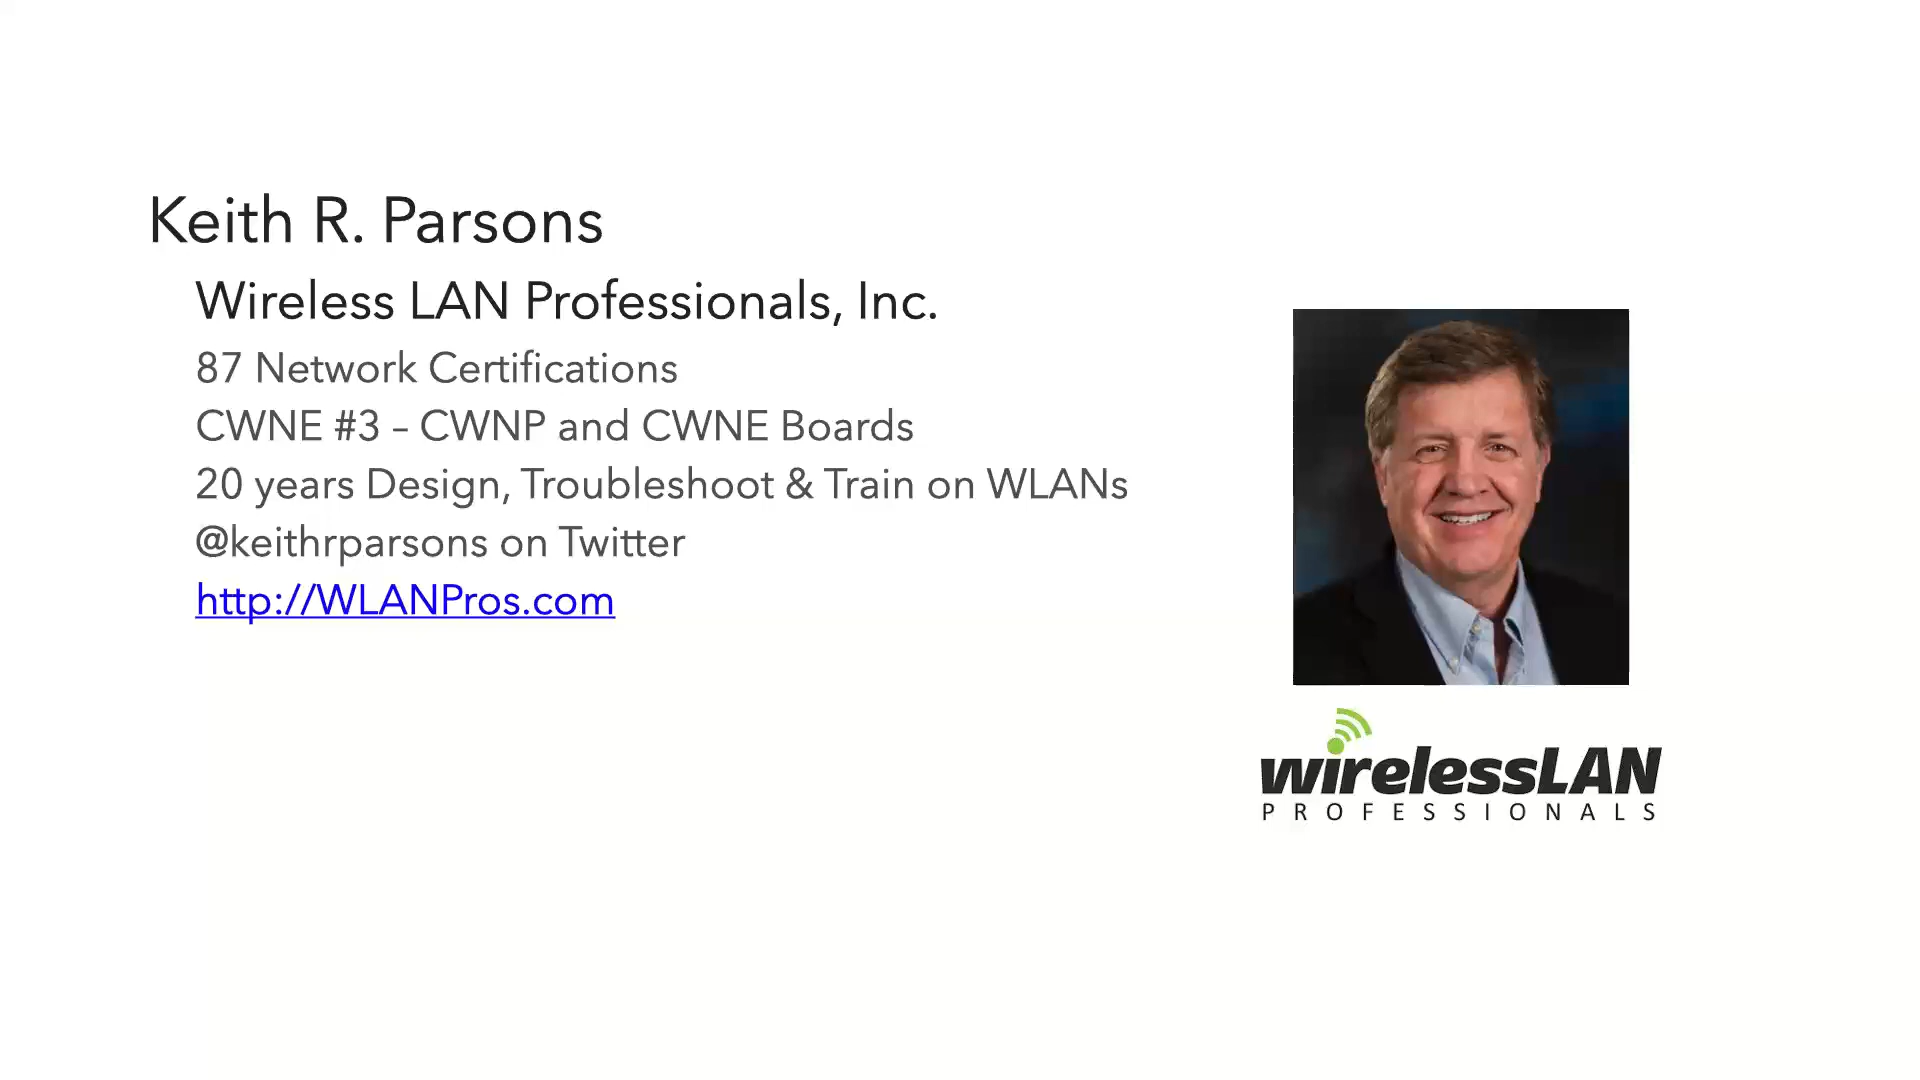 Keith R. Parsons
Wireless LAN Professionals, Inc.
87 Network Certifications
CWNE #3 – CWNP and CWNE Boards
20 years Design, Troubleshoot & Train on WLANs
@keithrparsons on Twitter
http://WLANPros.com
wirelessLAN
PROFESSIONALS